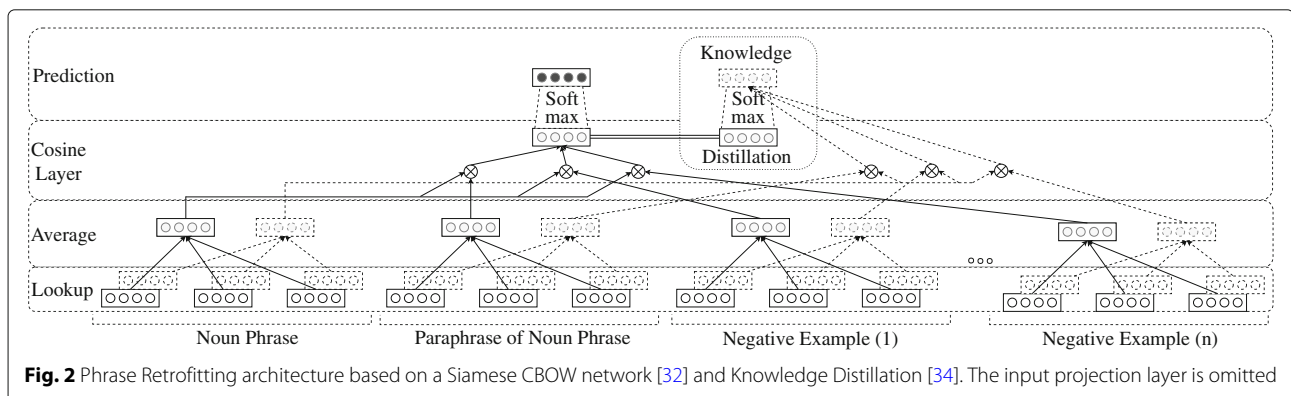 Knowledge
Prediction
Soft
max
Soft
max
Cosine
Layer
Distillation
Average
Lookup
Noun Phrase
Paraphrase of Noun Phrase
Negative Example (1)
Negative Example (n)
Fig. 2 Phrase Retrofitting architecture based on a Siamese CBOW network [32] and Knowledge Distillation [34]. The input projection layer is omitted